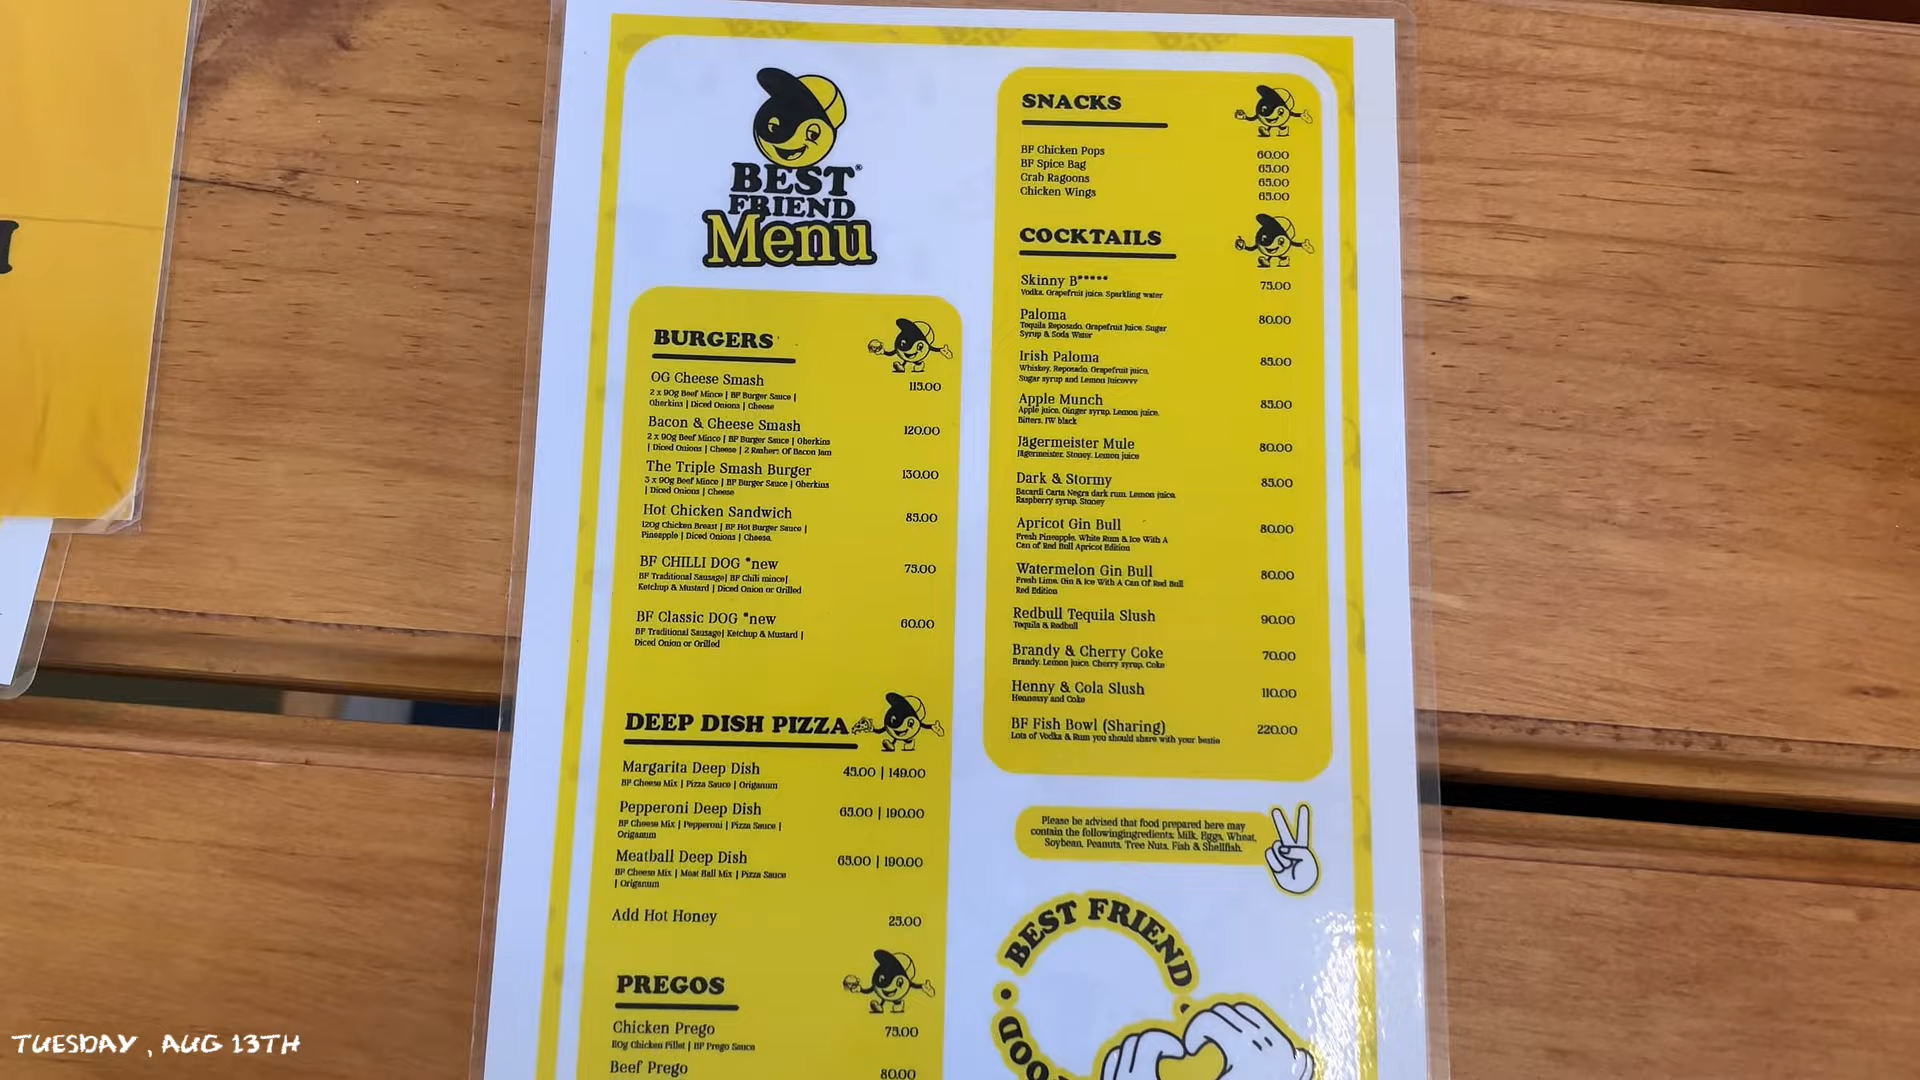 BEST
FRIEND
Menu
BURGERS
OG Cheese Smash 115.00
2 x 90g Beef Mince | BF Burger Sauce |
Gherkins | Diced Onions | Cheese
Bacon & Cheese Smash 120.00
2 x 90g Beef Mince | BF Burger Sauce | Gherkins
| Diced Onions | Cheese | 2 Rashers Of Bacon Jam
The Triple Smash Burger 130.00
3 x 90g Beef Mince | BF Burger Sauce | Gherkins
| Diced Onions | Cheese
Hot Chicken Sandwich 85.00
120g Chicken Breast | BF Hot Burger Sauce |
Pineapple | Diced Onions | Cheese.
BF CHILLI DOG *new 75.00
BF Traditional Sausage| BF Chili mince|
Ketchup & Mustard | Diced Onion or Grilled
BF Classic DOG *new 60.00
BF Traditional Sausage| Ketchup & Mustard |
Diced Onion or Grilled
DEEP DISH PIZZA
Margarita Deep Dish 45.00 | 149.00
BF Cheese Mix | Pizza Sauce | Origanum
Pepperoni Deep Dish 65.00 | 190.00
BF Cheese Mix | Pepperoni | Pizza Sauce |
Origanum
Meatball Deep Dish 65.00 | 190.00
BF Cheese Mix | Meat Ball Mix | Pizza Sauce
| Origanum
Add Hot Honey 25.00
PREGOS
Chicken Prego 75.00
80g Chicken Fillet | BF Prego Sauce
Beef Prego 80.00
SNACKS
BF Chicken Pops 60.00
BF Spice Bag 65.00
Crab Ragoons 65.00
Chicken Wings 65.00
COCKTAILS
Skinny B***** 75.00
Vodka, Grapefruit juice, Sparkling water
Paloma 80.00
Tequila Reposado, Grapefruit Juice, Sugar
Syrup & Soda Water
Irish Paloma 85.00
Whiskey, Reposado, Grapefruit juice,
Sugar syrup and Lemon Juicevvv
Apple Munch 85.00
Apple juice, Ginger syrup, Lemon juice,
Bitters, JW black
Jägermeister Mule 80.00
Jägermeister, Stoney, Lemon juice
Dark & Stormy 85.00
Bacardi Carta Negra dark rum, Lemon juice,
Raspberry syrup, Stoney
Apricot Gin Bull 80.00
Fresh Pineapple, White Rum & Ice With A
Can of Red Bull Apricot Edition
Watermelon Gin Bull 80.00
Fresh Lime, Gin & Ice With A Can Of Red Bull
Red Edition
Redbull Tequila Slush 90.00
Tequila & Redbull
Brandy & Cherry Coke 70.00
Brandy, Lemon juice, Cherry syrup, Coke
Henny & Cola Slush 110.00
Hennessy and Coke
BF Fish Bowl (Sharing) 220.00
Lots of Vodka & Rum you should share with your bestie
Please be advised that food prepared here may
contain the followingingredients: Milk, Eggs, Wheat,
Soybean, Peanuts, Tree Nuts, Fish & Shellfish.
BEST FRIEND
TUESDAY , AUG 13TH